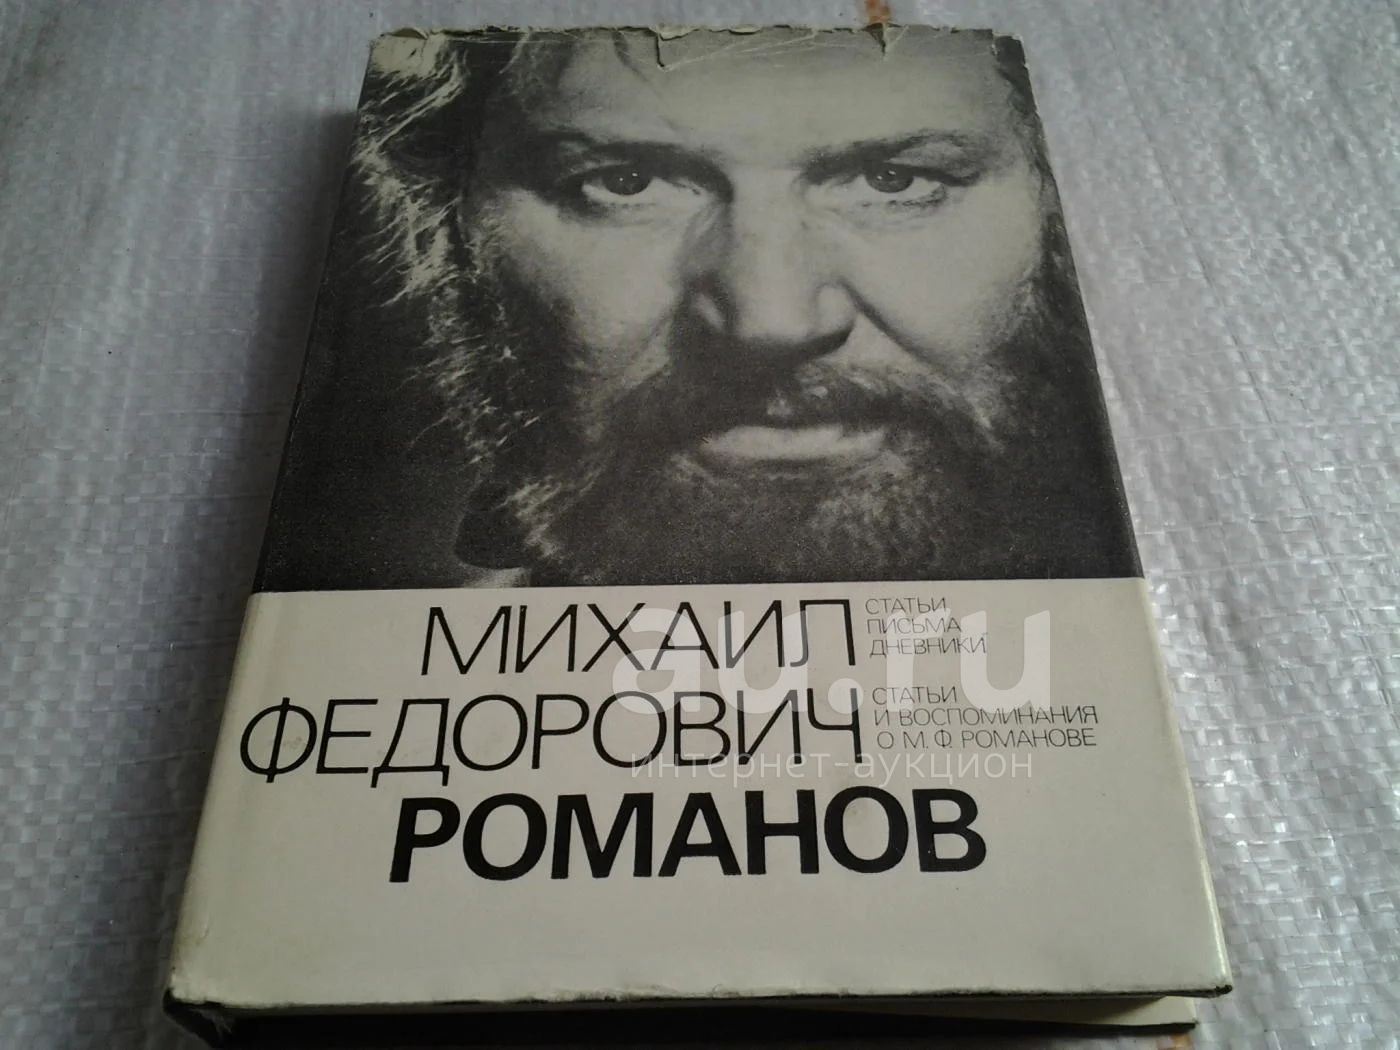 МИХАИЛ
ФЕДОРОВИЧ
РОМАНОВ
СТАТЬИ
ПИСЬМА
ДНЕВНИКИ
СТАТЬИ
И ВОСПОМИНАНИЯ
О М. Ф. РОМАНОВЕ
au.ru
интернет-аукцион